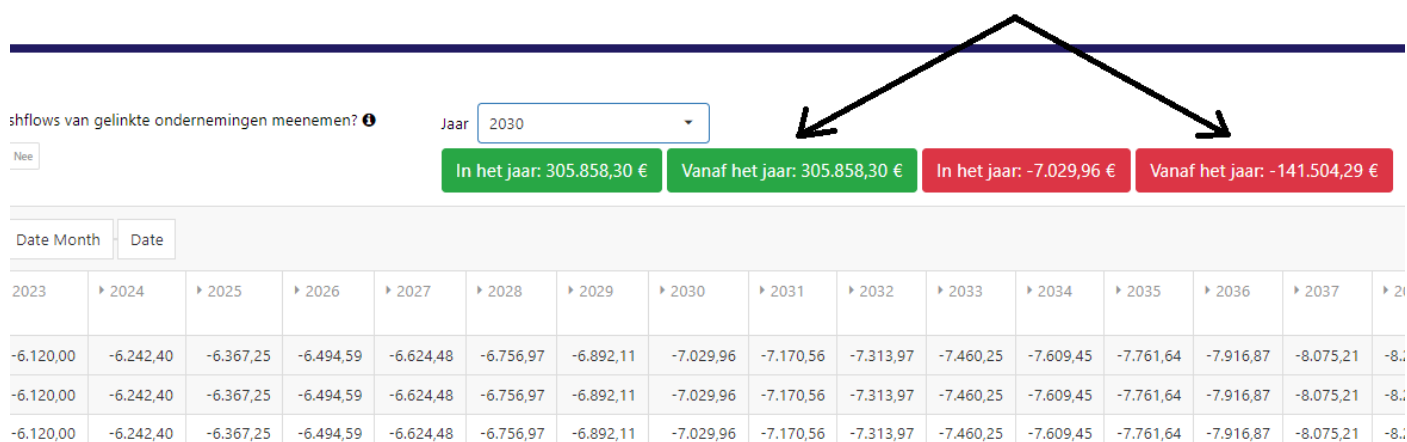 shflows van gelinkte ondernemingen meenemen?
Jaar 2030
Nee
In het jaar: 305.858,30 € Vanaf het jaar: 305.858,30 € In het jaar: -7.029,96 € Vanaf het jaar: -141.504,29 €
Date Month Date
2023 2024 2025 2026 2027 2028 2029 2030 2031 2032 2033 2034 2035 2036 2037
-6.120,00 -6.242,40 -6.367,25 -6.494,59 -6.624,48 -6.756,97 -6.892,11 -7.029,96 -7.170,56 -7.313,97 -7.460,25 -7.609,45 -7.761,64 -7.916,87 -8.075,21
-6.120,00 -6.242,40 -6.367,25 -6.494,59 -6.624,48 -6.756,97 -6.892,11 -7.029,96 -7.170,56 -7.313,97 -7.460,25 -7.609,45 -7.761,64 -7.916,87 -8.075,21
-6.120,00 -6.242,40 -6.367,25 -6.494,59 -6.624,48 -6.756,97 -6.892,11 -7.029,96 -7.170,56 -7.313,97 -7.460,25 -7.609,45 -7.761,64 -7.916,87 -8.075,21